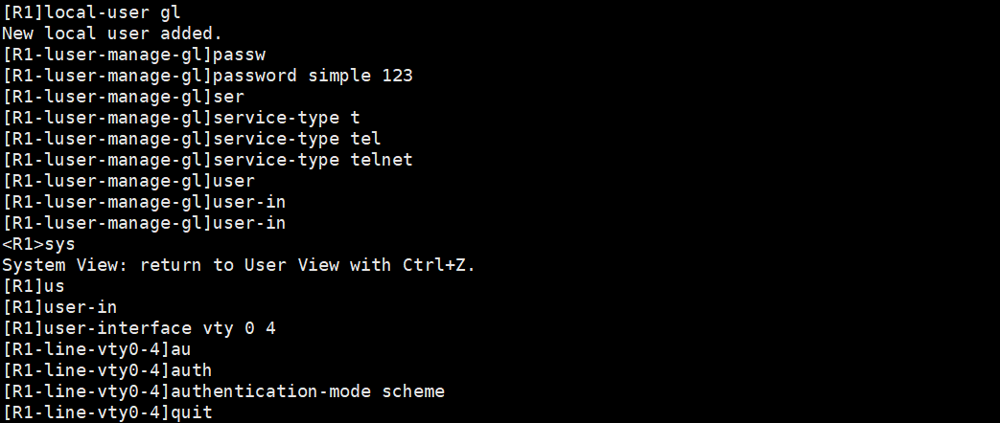 [R1]local-user gl
New local user added.
[R1-luser-manage-gl]passw
[R1-luser-manage-gl]password simple 123
[R1-luser-manage-gl]ser
[R1-luser-manage-gl]service-type t
[R1-luser-manage-gl]service-type tel
[R1-luser-manage-gl]service-type telnet
[R1-luser-manage-gl]user
[R1-luser-manage-gl]user-in
[R1-luser-manage-gl]user-in
<R1>sys
System View: return to User View with Ctrl+Z.
[R1]us
[R1]user-in
[R1]user-interface vty 0 4
[R1-line-vty0-4]au
[R1-line-vty0-4]auth
[R1-line-vty0-4]authentication-mode scheme
[R1-line-vty0-4]quit